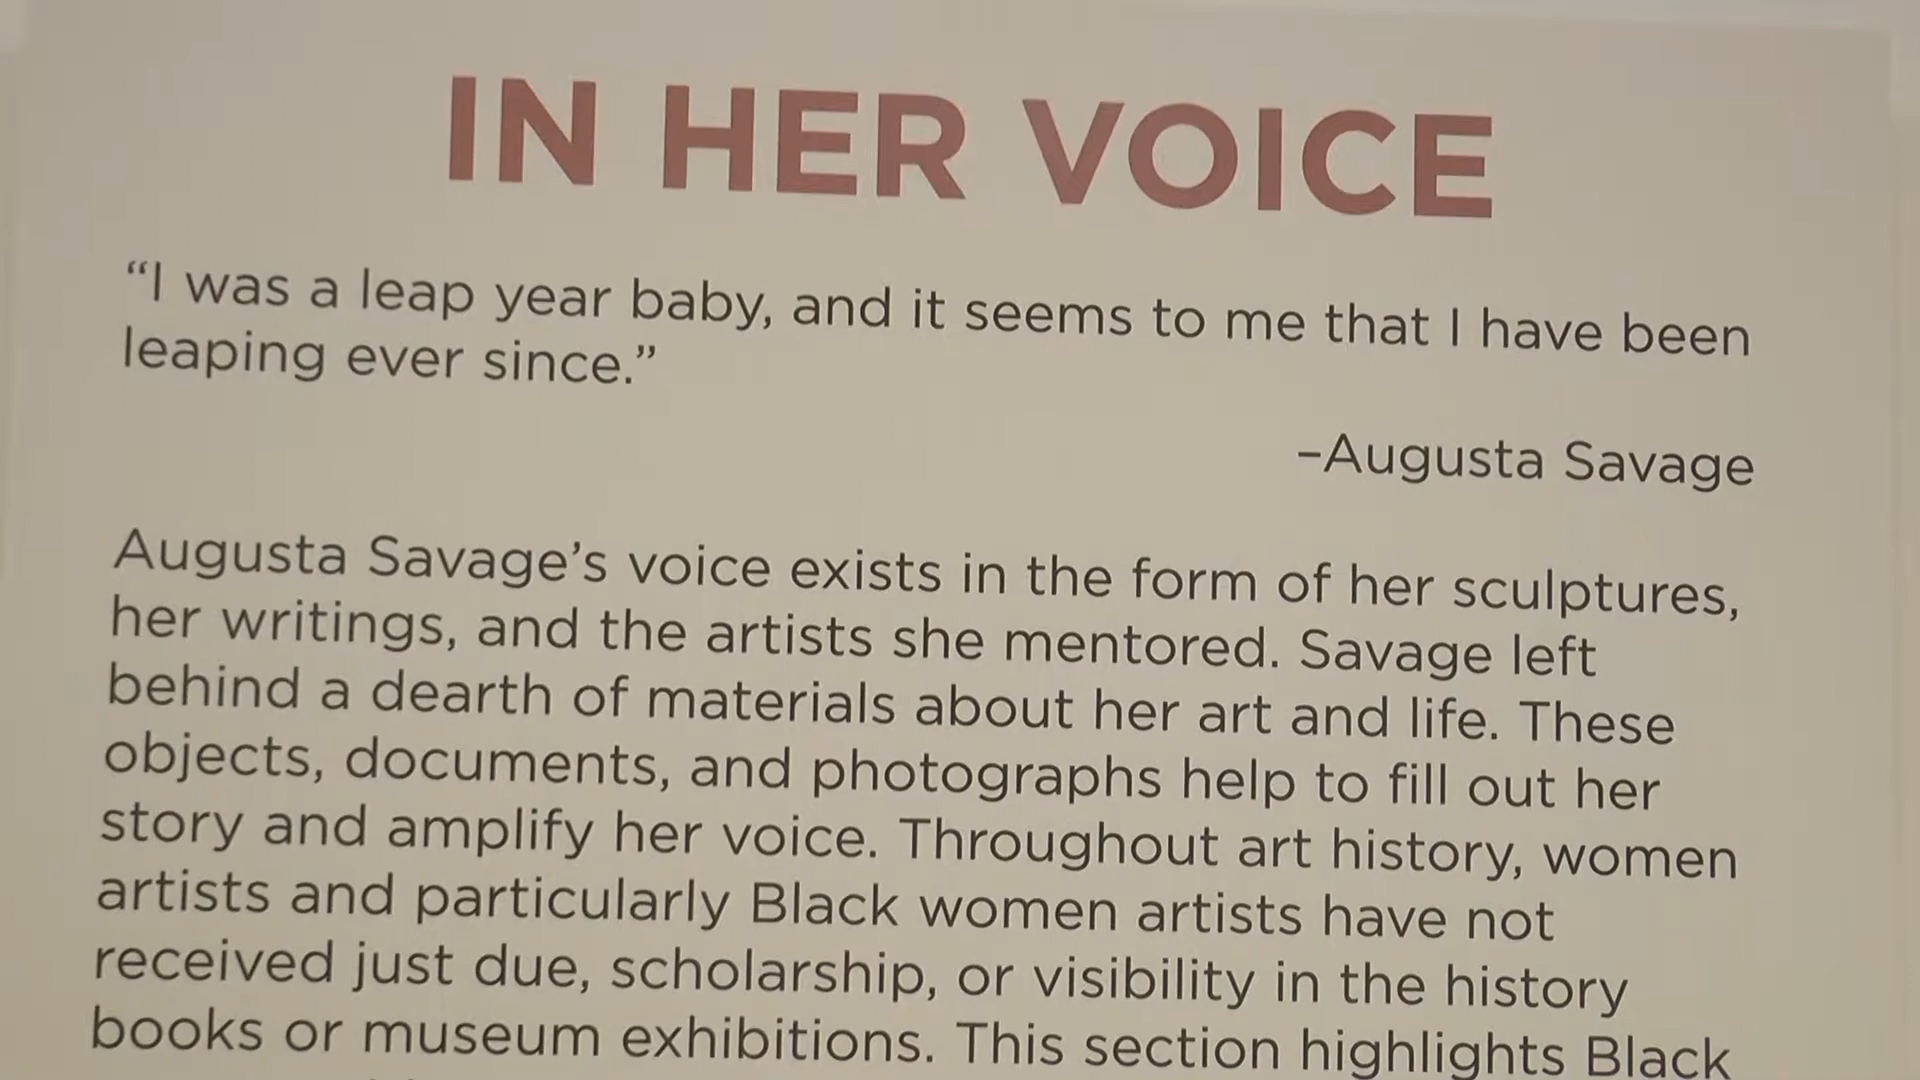 IN HER VOICE
“I was a leap year baby, and it seems to me that I have been
leaping ever since.”
–Augusta Savage
Augusta Savage’s voice exists in the form of her sculptures,
her writings, and the artists she mentored. Savage left
behind a dearth of materials about her art and life. These
objects, documents, and photographs help to fill out her
story and amplify her voice. Throughout art history, women
artists and particularly Black women artists have not
received just due, scholarship, or visibility in the history
books or museum exhibitions. This section highlights Black